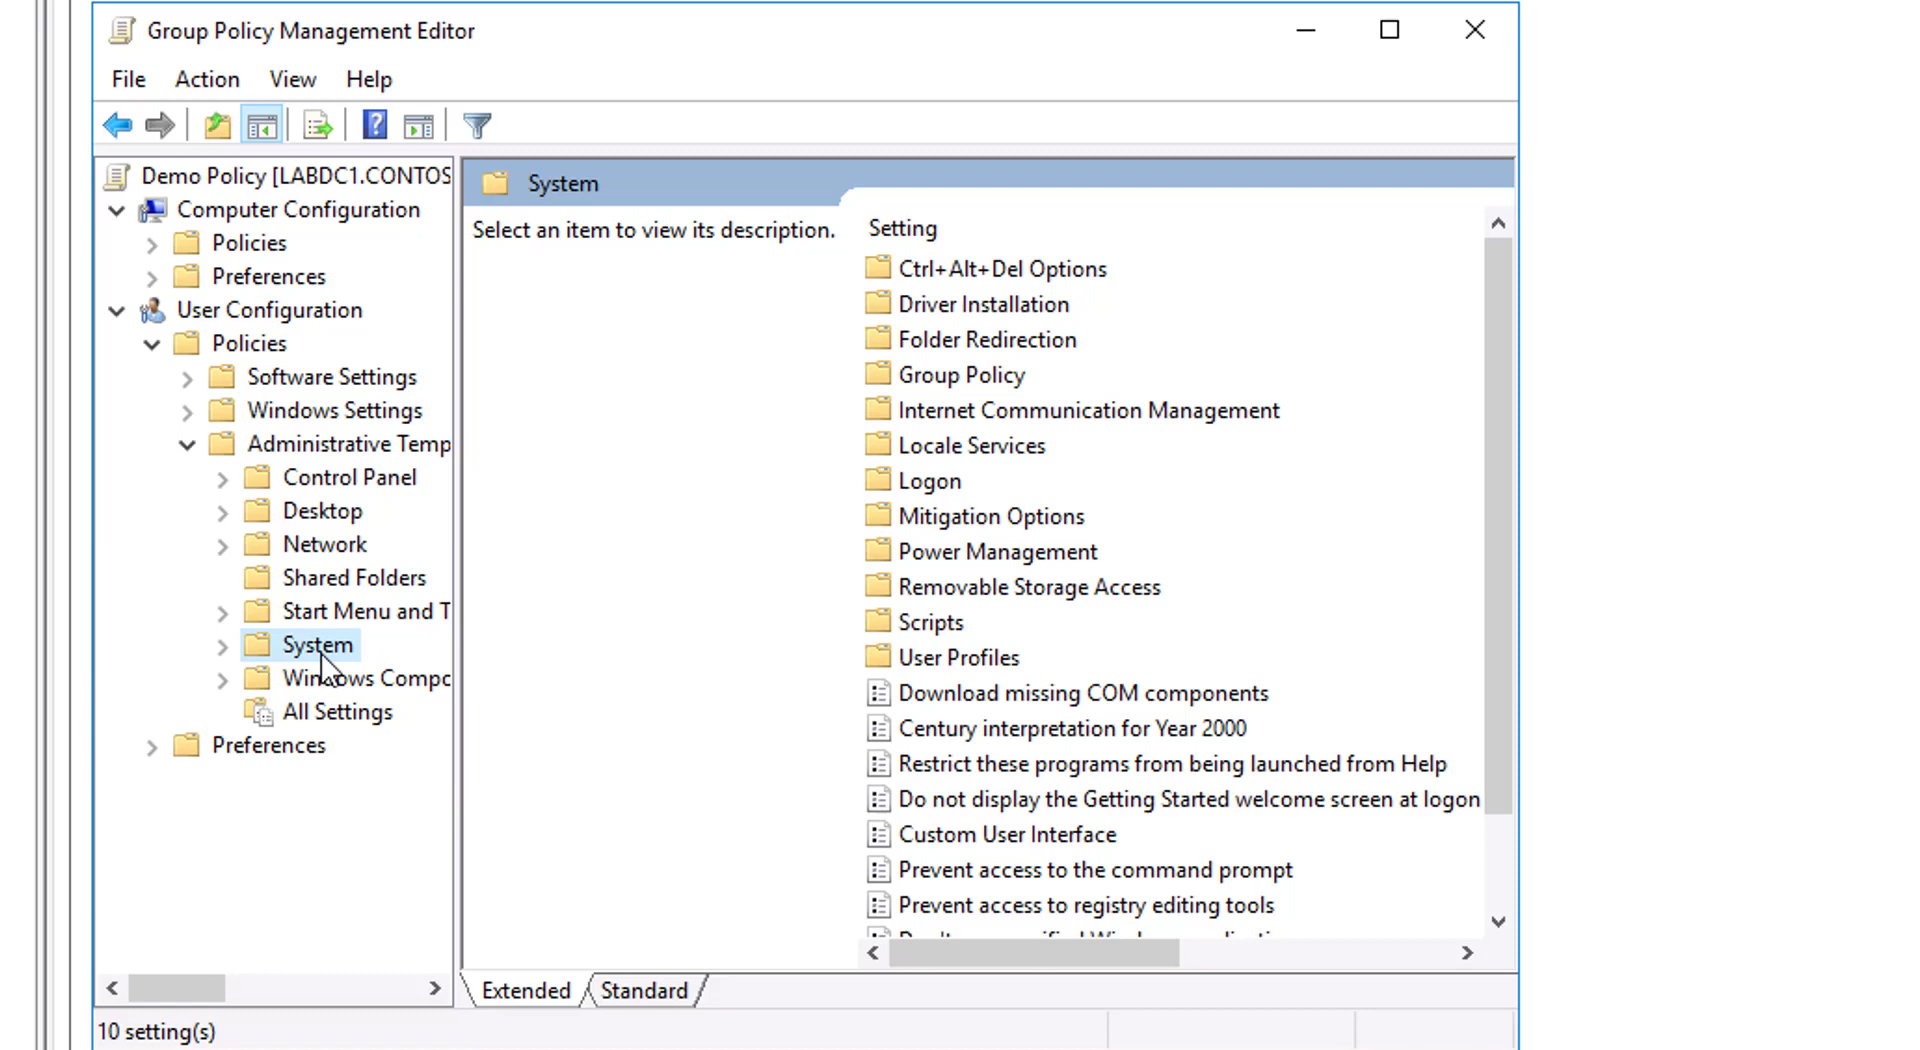 Group Policy Management Editor
File Action View Help
Demo Policy [LABDC1.CONTOS
Computer Configuration
Policies
Preferences
User Configuration
Policies
Software Settings
Windows Settings
Administrative Temp
Control Panel
Desktop
Network
Shared Folders
Start Menu and T
System
Windows Compo
All Settings
Preferences
System
Select an item to view its description.
Setting
Ctrl+Alt+Del Options
Driver Installation
Folder Redirection
Group Policy
Internet Communication Management
Locale Services
Logon
Mitigation Options
Power Management
Removable Storage Access
Scripts
User Profiles
Download missing COM components
Century interpretation for Year 2000
Restrict these programs from being launched from Help
Do not display the Getting Started welcome screen at logon
Custom User Interface
Prevent access to the command prompt
Prevent access to registry editing tools
Extended Standard
10 setting(s)